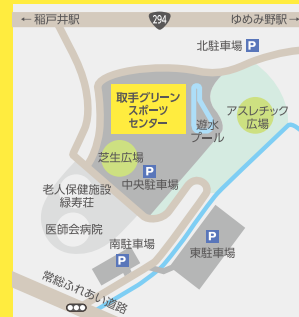 ← 稲戸井駅
294
ゆめみ野駅→
北駐車場 P
取手グリーン
スポーツ
センター
遊水
プール
アスレチック
広場
芝生広場
P
中央駐車場
老人保健施設
緑寿荘
医師会病院
南駐車場
P
P
東駐車場
常総ふれあい道路